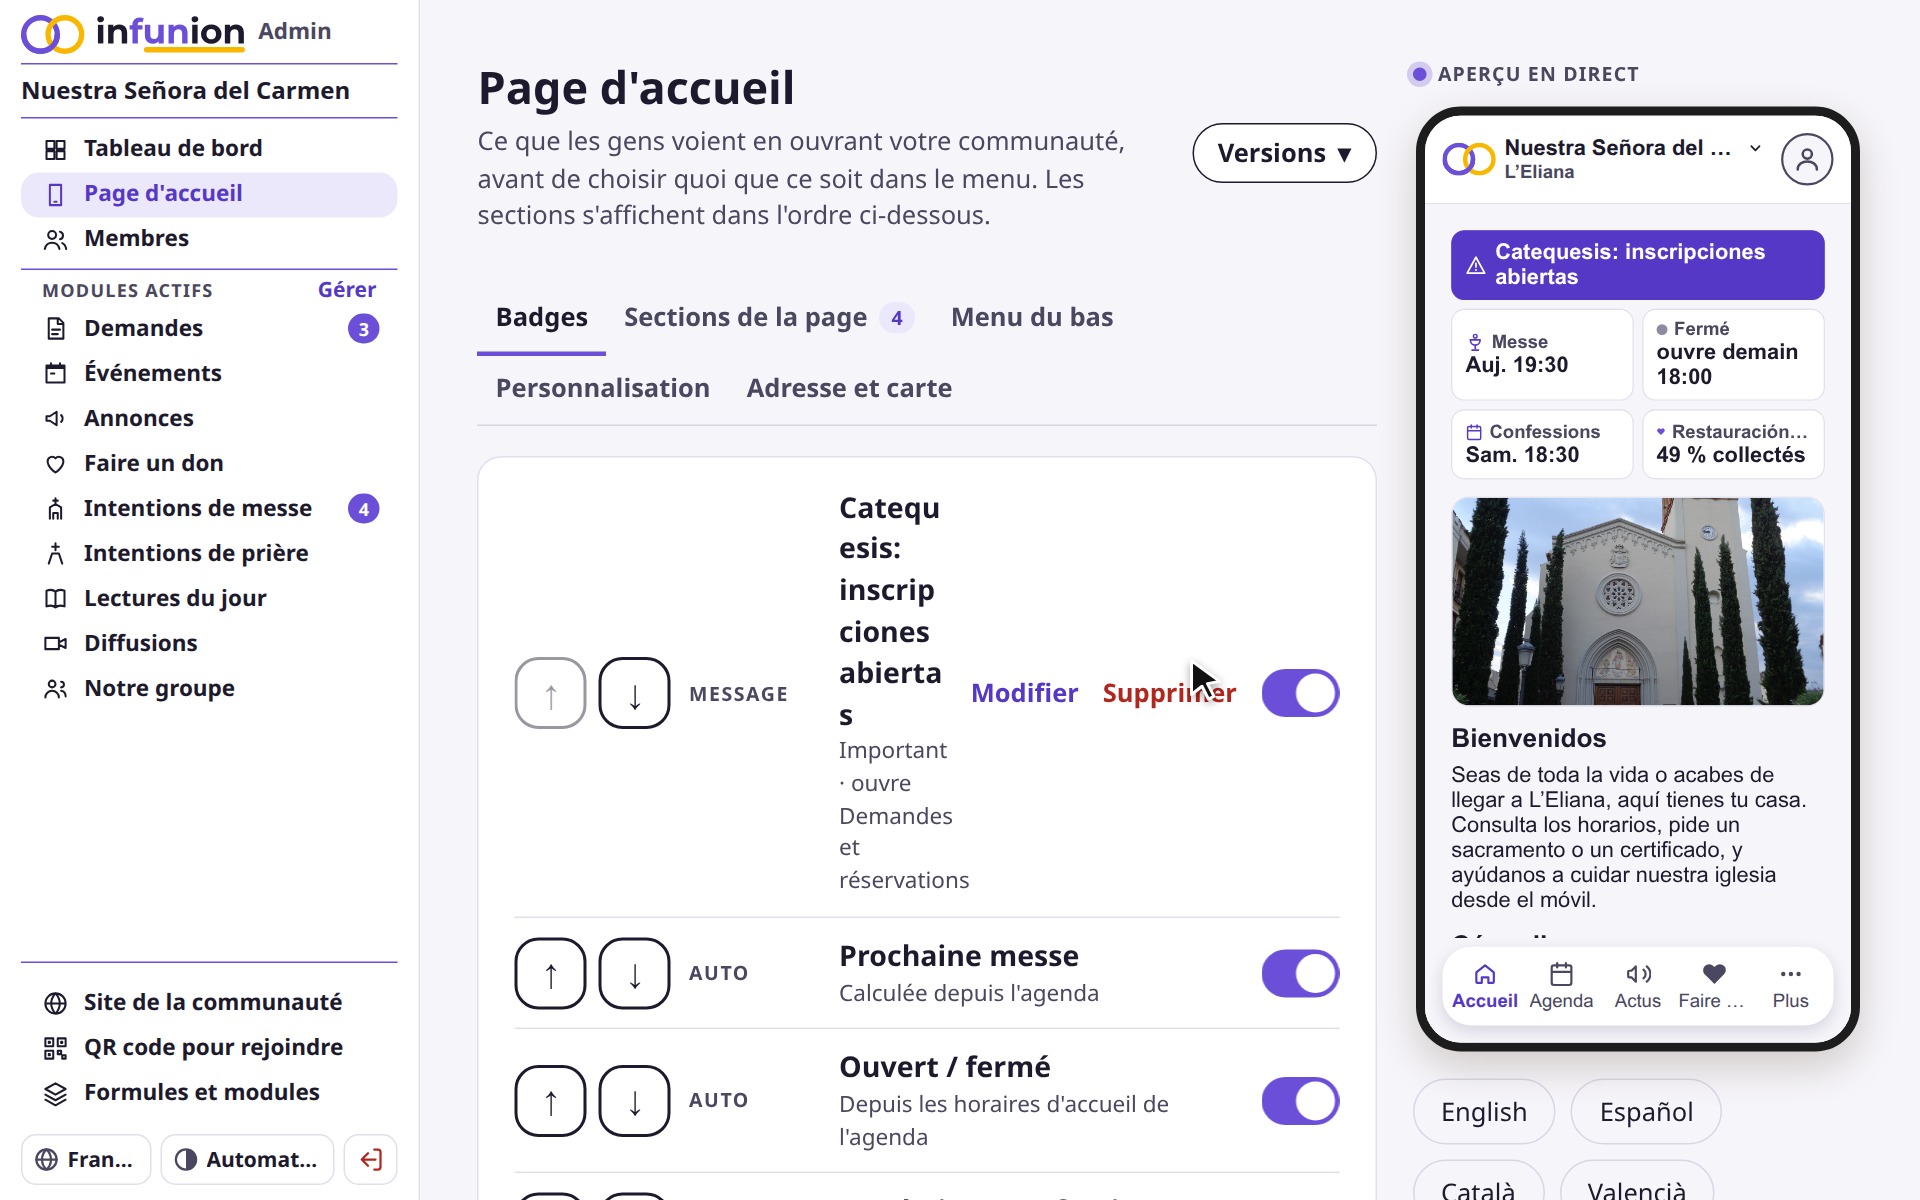 infunion Admin
Nuestra Señora del Carmen
Tableau de bord
Page d'accueil
Membres
MODULES ACTIFS Gérer
Demandes 3
Événements
Annonces
Faire un don
Intentions de messe 4
Intentions de prière
Lectures du jour
Diffusions
Notre groupe
Site de la communauté
QR code pour rejoindre
Formules et modules
Fran... Automat...
Page d'accueil
Ce que les gens voient en ouvrant votre communauté,
avant de choisir quoi que ce soit dans le menu. Les
sections s'affichent dans l'ordre ci-dessous.
Versions ▾
Badges Sections de la page 4 Menu du bas
Personnalisation Adresse et carte
Catequ
esis:
inscrip
ciones
abierta
s
↑ ↓ MESSAGE Modifier Supprimer
Important
· ouvre
Demandes
et
réservations
↑ ↓ AUTO Prochaine messe
Calculée depuis l'agenda
↑ ↓ AUTO Ouvert / fermé
Depuis les horaires d'accueil de
l'agenda
APERÇU EN DIRECT
Nuestra Señora del ...
L'Eliana
Catequesis: inscripciones
abiertas
Messe
Auj. 19:30
Fermé
ouvre demain
18:00
Confessions
Sam. 18:30
Restauración...
49 % collectés
Bienvenidos
Seas de toda la vida o acabes de
llegar a L'Eliana, aquí tienes tu casa.
Consulta los horarios, pide un
sacramento o un certificado, y
ayúdanos a cuidar nuestra iglesia
desde el móvil.
Accueil Agenda Actus Faire ... Plus
English Español
Català Valencià